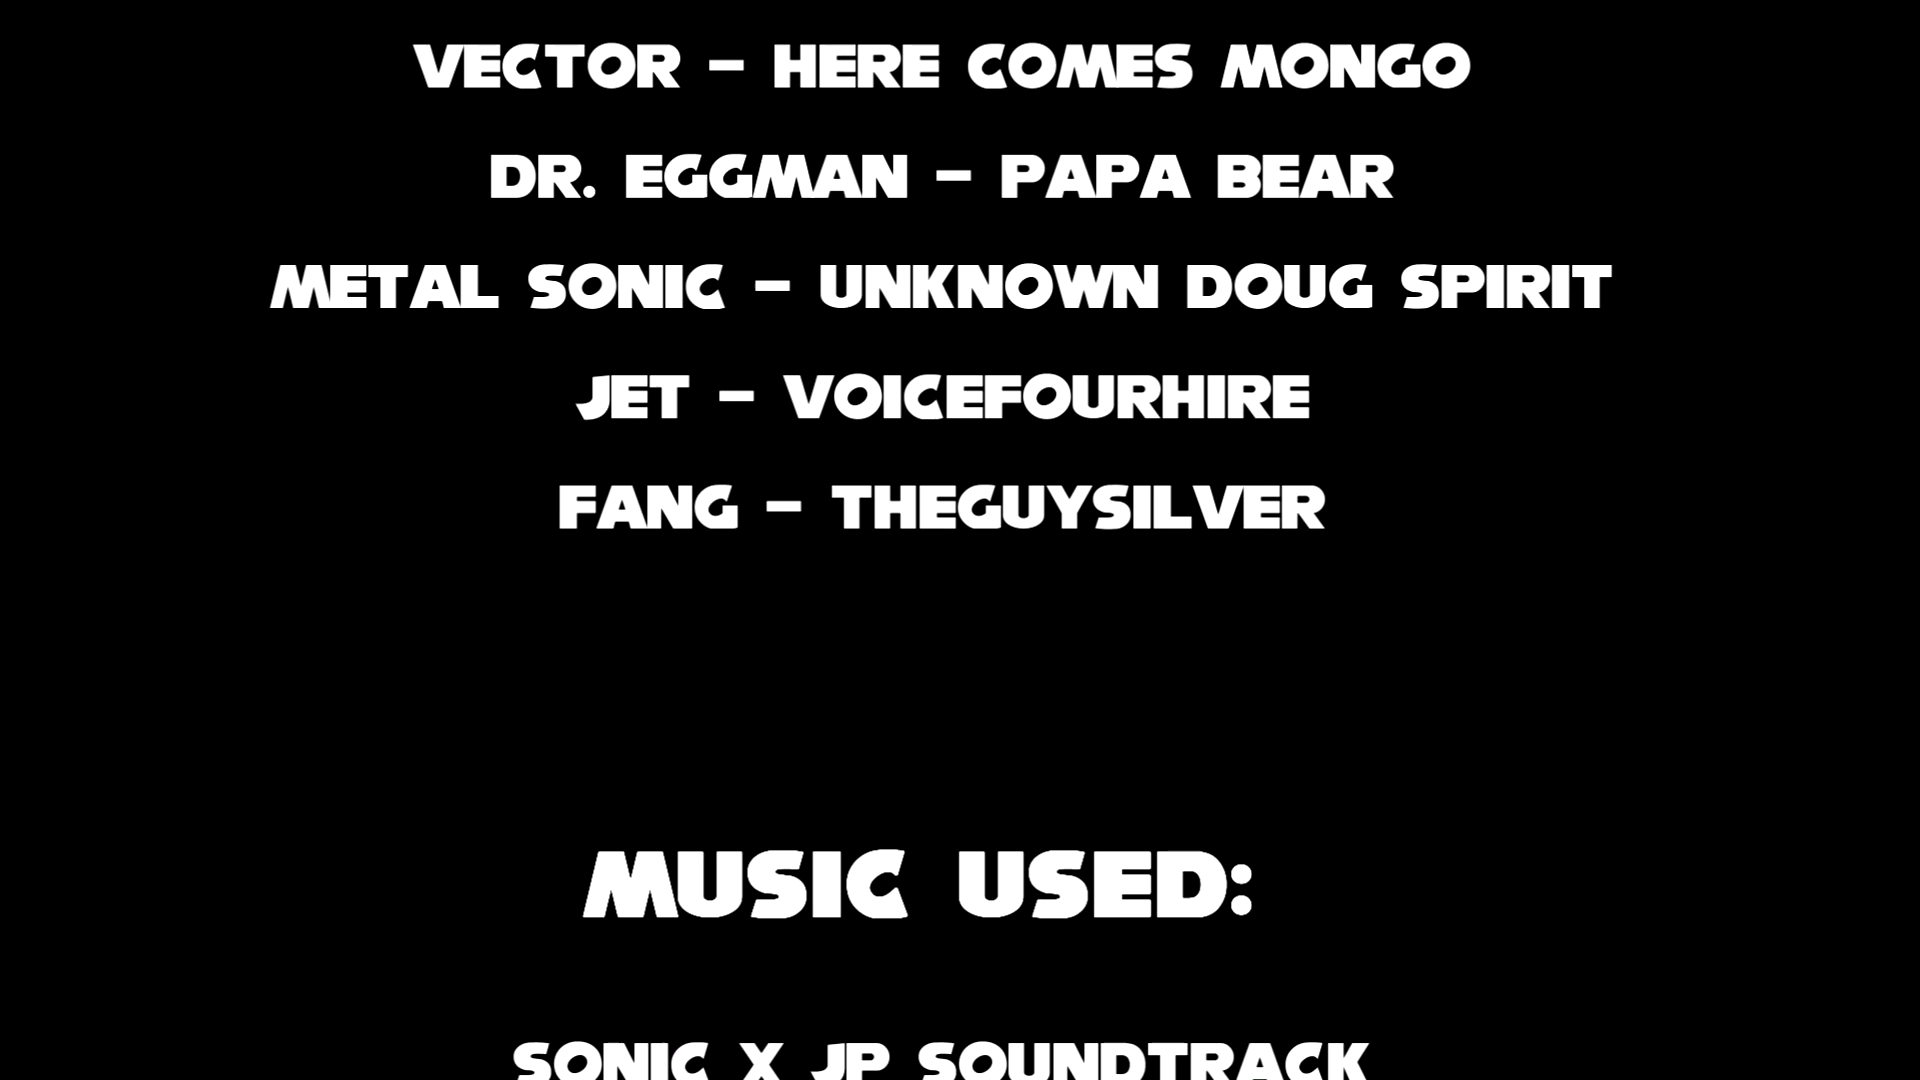 VECTOR - HERE COMES MONGO
DR. EGGMAN - PAPA BEAR
METAL SONIC - UNKNOWN DOUG SPIRIT
JET - VOICEFOURHIRE
FANG - THEGUYSILVER
MUSIC USED:
SONIC X JP SOUNDTRACK